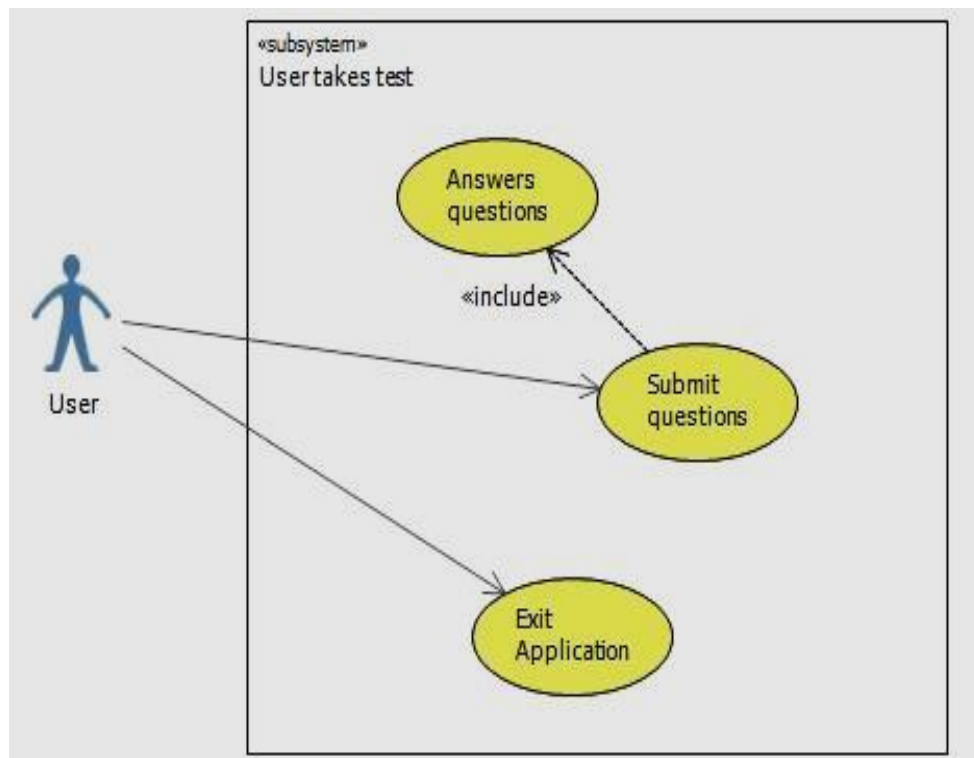 «subsystem»
User takes test
Answers
questions
«include»
Submit
questions
User
Exit
Application